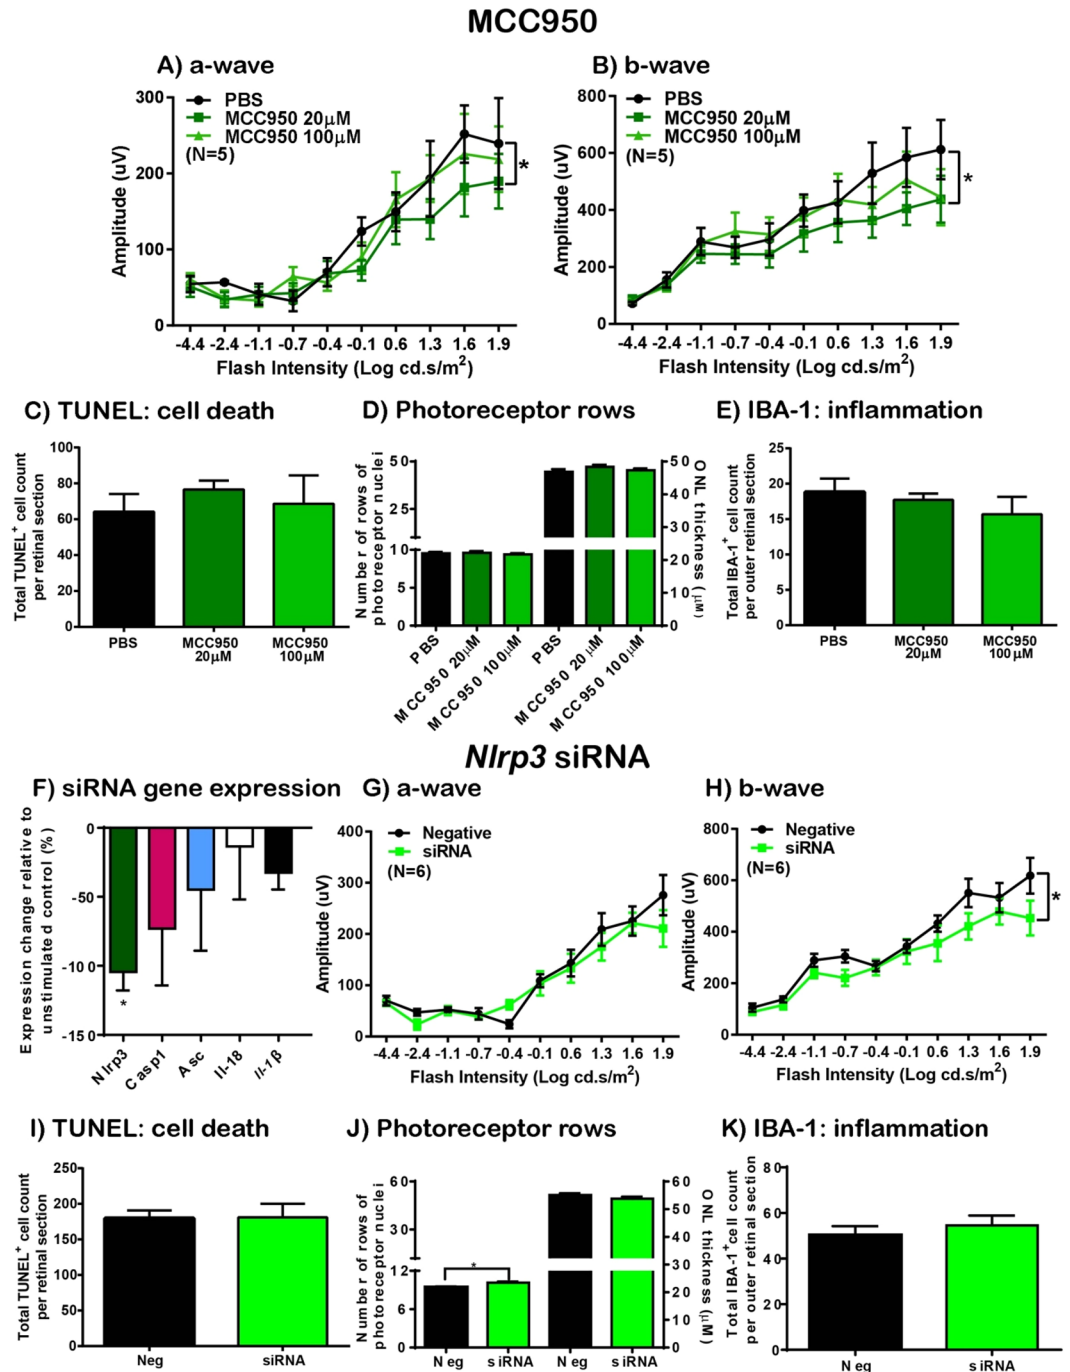 MCC950
A) a-wave
B) b-wave
PBS
MCC950 20μM
MCC950 100μM
(N=5)
Amplitude (uV)
300
200
100
0
*
-4.4 -2.4 -1.1 -0.7 -0.4 -0.1 0.6 1.3 1.6 1.9
Flash Intensity (Log cd.s/m2)
PBS
MCC950 20μM
MCC950 100μM
(N=5)
Amplitude (uV)
800
600
400
200
0
*
-4.4 -2.4 -1.1 -0.7 -0.4 -0.1 0.6 1.3 1.6 1.9
Flash Intensity (Log cd.s/m2)
C) TUNEL: cell death
D) Photoreceptor rows
E) IBA-1: inflammation
Total TUNEL+ cell count
per retinal section
100
80
60
40
20
0
PBS
MCC950
20μM
MCC950
100μM
Number of rows of
photoreceptor nuclei
50
25
10
5
0
50
40
30
20
10
0
ONL thickness (μM)
PBS
MCC950 20μM
MCC950 100μM
PBS
MCC950 20μM
MCC950 100μM
Total IBA-1+ cell count
per outer retinal section
25
20
15
10
5
0
PBS
MCC950
20μM
MCC950
100μM
Nlrp3 siRNA
F) siRNA gene expression
G) a-wave
H) b-wave
Expression change relative to
unstimulated control (%)
0
-50
-100
-150
*
Nlrp3
Casp1
Asc
Il-18
Il-1β
Negative
siRNA
(N=6)
Amplitude (uV)
400
300
200
100
0
-4.4 -2.4 -1.1 -0.7 -0.4 -0.1 0.6 1.3 1.6 1.9
Flash Intensity (Log cd.s/m2)
Negative
siRNA
(N=6)
Amplitude (uV)
800
600
400
200
0
*
-4.4 -2.4 -1.1 -0.7 -0.4 -0.1 0.6 1.3 1.6 1.9
Flash Intensity (Log cd.s/m2)
I) TUNEL: cell death
J) Photoreceptor rows
K) IBA-1: inflammation
Total TUNEL+ cell count
per retinal section
250
200
150
100
50
0
Neg
siRNA
Number of rows of
photoreceptor nuclei
60
30
12
6
0
*
60
50
40
30
20
10
0
ONL thickness (μM)
Neg
siRNA
Neg
siRNA
Total IBA-1+cell count
per outer retinal section
80
60
40
20
0
Neg
siRNA